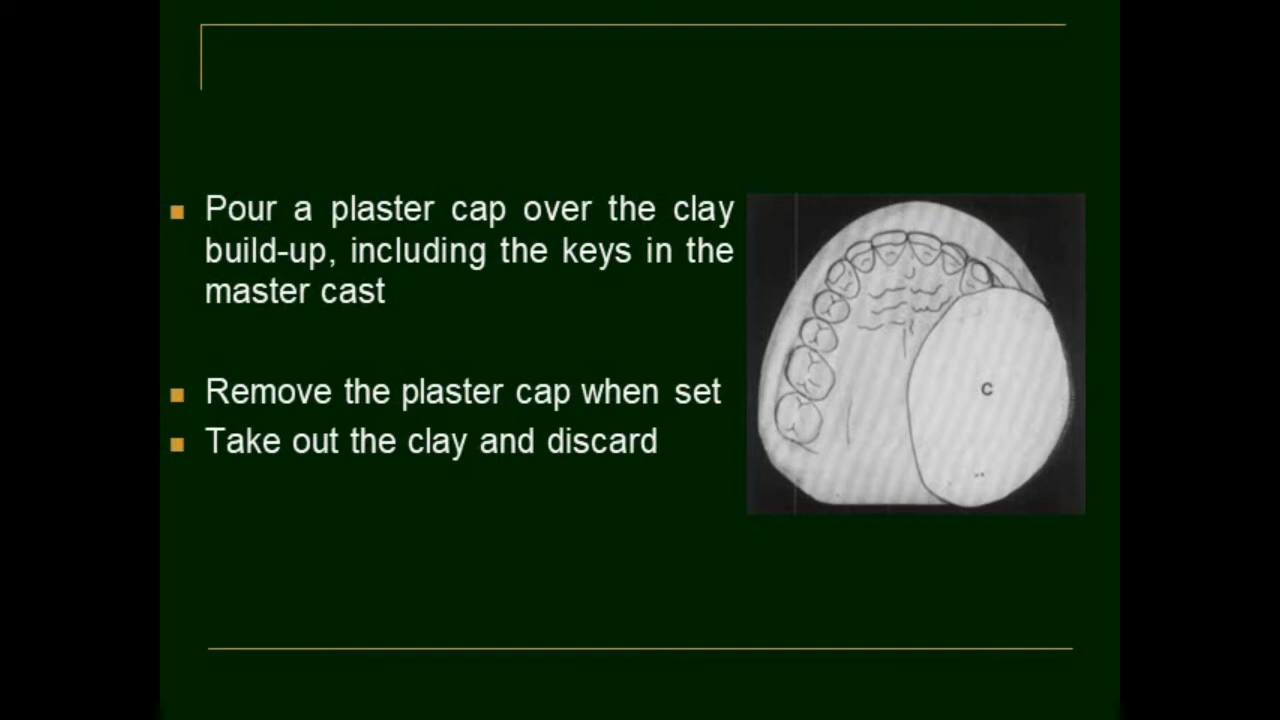 Pour a plaster cap over the clay
build-up, including the keys in the
master cast
Remove the plaster cap when set
Take out the clay and discard
C